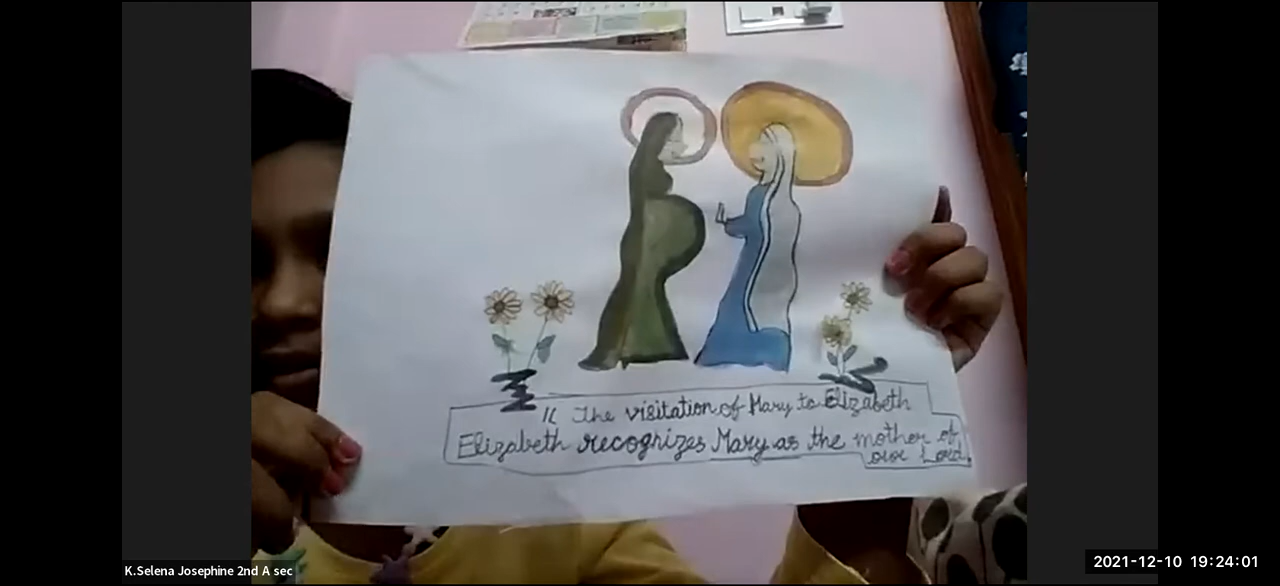 11 The visitation of Mary to Elizabeth
Elizabeth recognizes Mary as the mother of
our Lord.
K.Selena Josephine 2nd A sec
2021-12-10 19:24:01